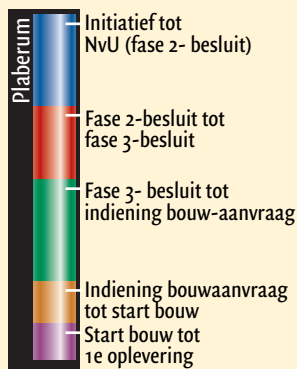 Plaberum
Initiatief tot
NvU (fase 2- besluit)
Fase 2-besluit tot
fase 3-besluit
Fase 3- besluit tot
indiening bouw-aanvraag
Indiening bouwaanvraag
tot start bouw
Start bouw tot
1e oplevering